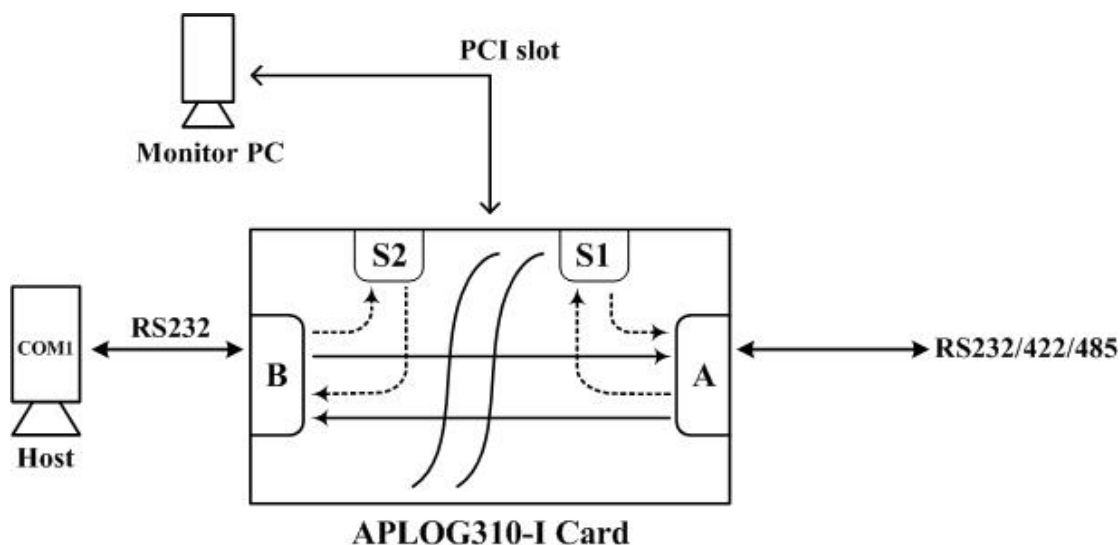 PCI slot
Monitor PC
S2
S1
COM1
RS232
B
A
RS232/422/485
Host
APLOG310-I Card